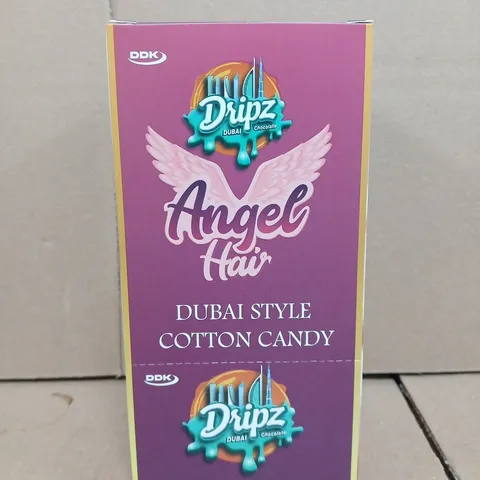 DDK
Dripz
DUBAI Chocolate
Angel
Hair
DUBAI STYLE
COTTON CANDY
DDK
Dripz
DUBAI Chocolate